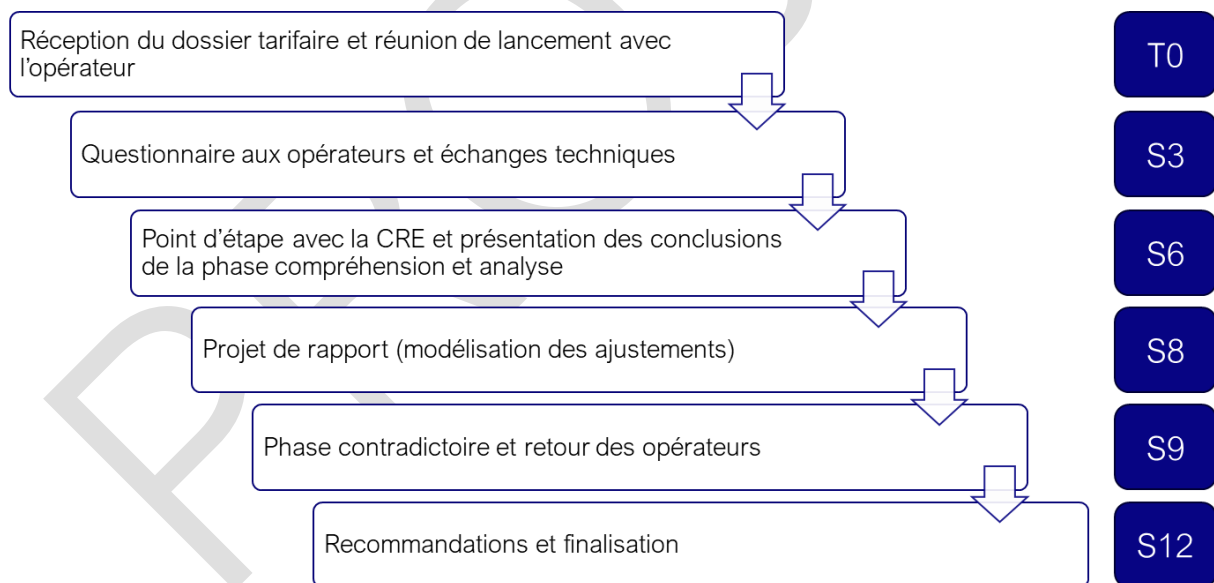 Réception du dossier tarifaire et réunion de lancement avec
l'opérateur
T0
Questionnaire aux opérateurs et échanges techniques
S3
Point d'étape avec la CRE et présentation des conclusions
de la phase compréhension et analyse
S6
Projet de rapport (modélisation des ajustements)
S8
Phase contradictoire et retour des opérateurs
S9
Recommandations et finalisation
S12